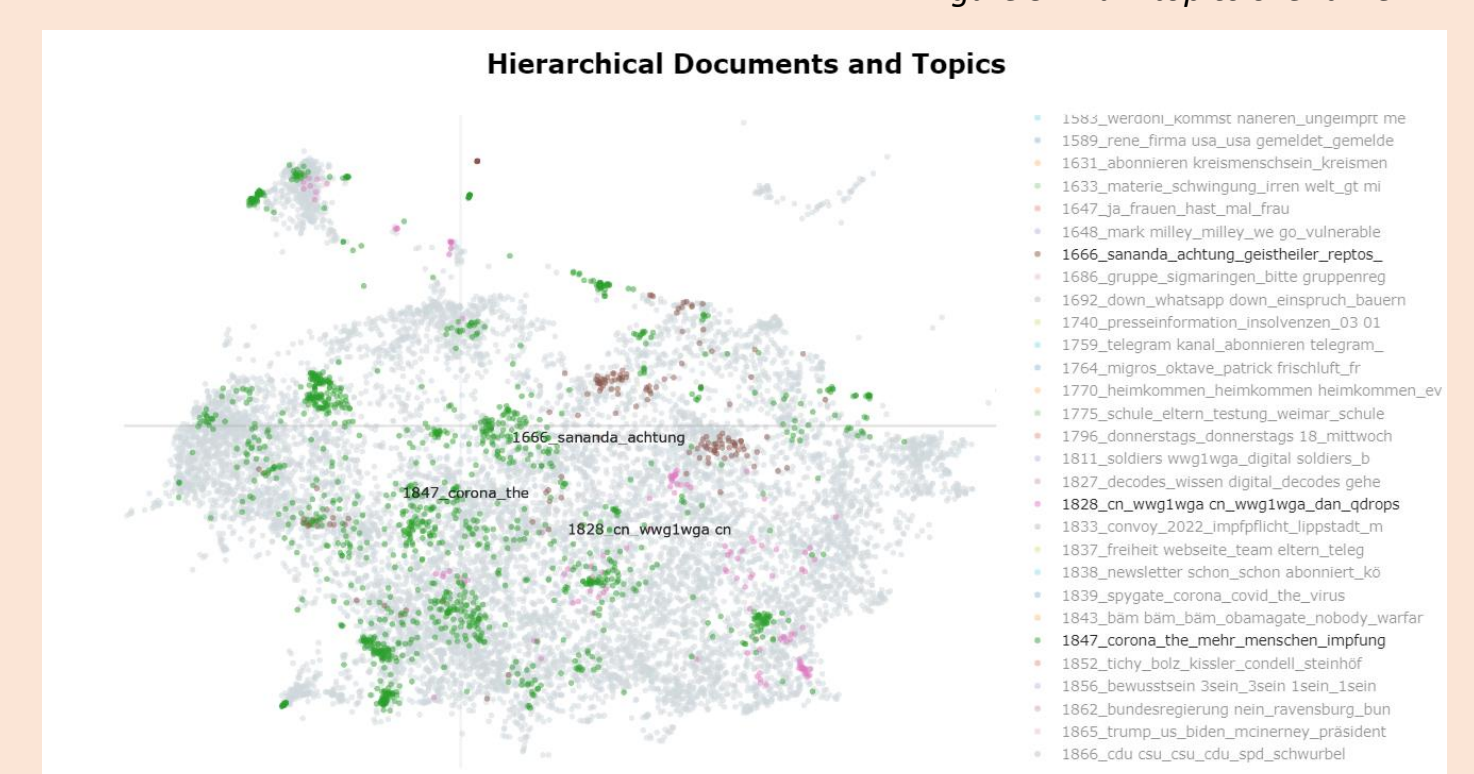 Hierarchical Documents and Topics
1583_werdohl_kommst näheren_ungeimpft me
1589_rene_firma usa_usa gemeldet_gemelde
1631_abonnieren kreismenschsein_kreismen
1633_materie_schwingung_irren welt_gt mi
1647_ja_frauen_hast_mal_frau
1648_mark milley_milley_we go_vulnerable
1666_sananda_achtung_geistheiler_reptos_
1686_gruppe_sigmaringen_bitte gruppenreg
1692_down_whatsapp down_einspruch_bauern
1740_presseinformation_insolvenzen_03 01
1759_telegram kanal_abonnieren telegram_
1764_migros_oktave_patrick frischluft_fr
1770_heimkommen_heimkommen heimkommen_ev
1775_schule_eltern_testung_weimar_schule
1796_donnerstags_donnerstags 18_mittwoch
1811_soldiers wwg1wga_digital soldiers_b
1827_decodes_wissen digital_decodes gehe
1828_cn_wwg1wga cn_wwg1wga_dan_qdrops
1833_convoy_2022_impfpflicht_lippstadt_m
1837_freiheit webseite_team eltern_teleg
1838_newsletter schon_schon abonniert_kö
1839_spygate_corona_covid_the_virus
1843_bäm bäm_bäm_obamagate_nobody_warfar
1847_corona_the_mehr_menschen_impfung
1852_tichy_bolz_kissler_condell_steinhöf
1856_bewusstsein 3sein_3sein 1sein_1sein
1862_bundesregierung nein_ravensburg_bun
1865_trump_us_biden_mcinerney_präsident
1866_cdu csu_csu_cdu_spd_schwurbel
1666_sananda_achtung
1847_corona_the
1828_cn_wwg1wga cn